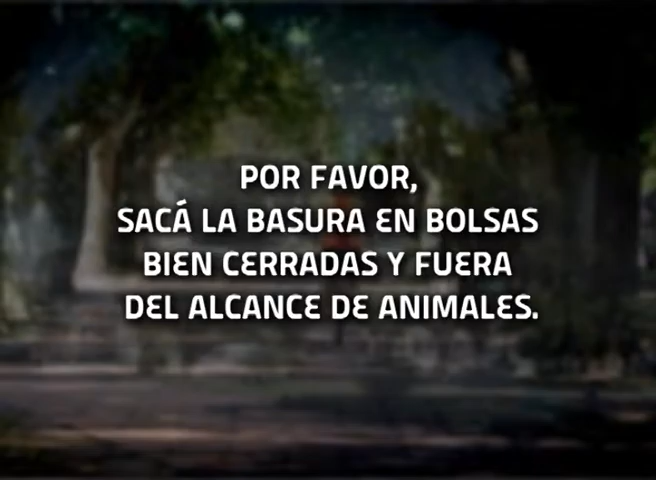 POR FAVOR,
SACÁ LA BASURA EN BOLSAS
BIEN CERRADAS Y FUERA
DEL ALCANCE DE ANIMALES.